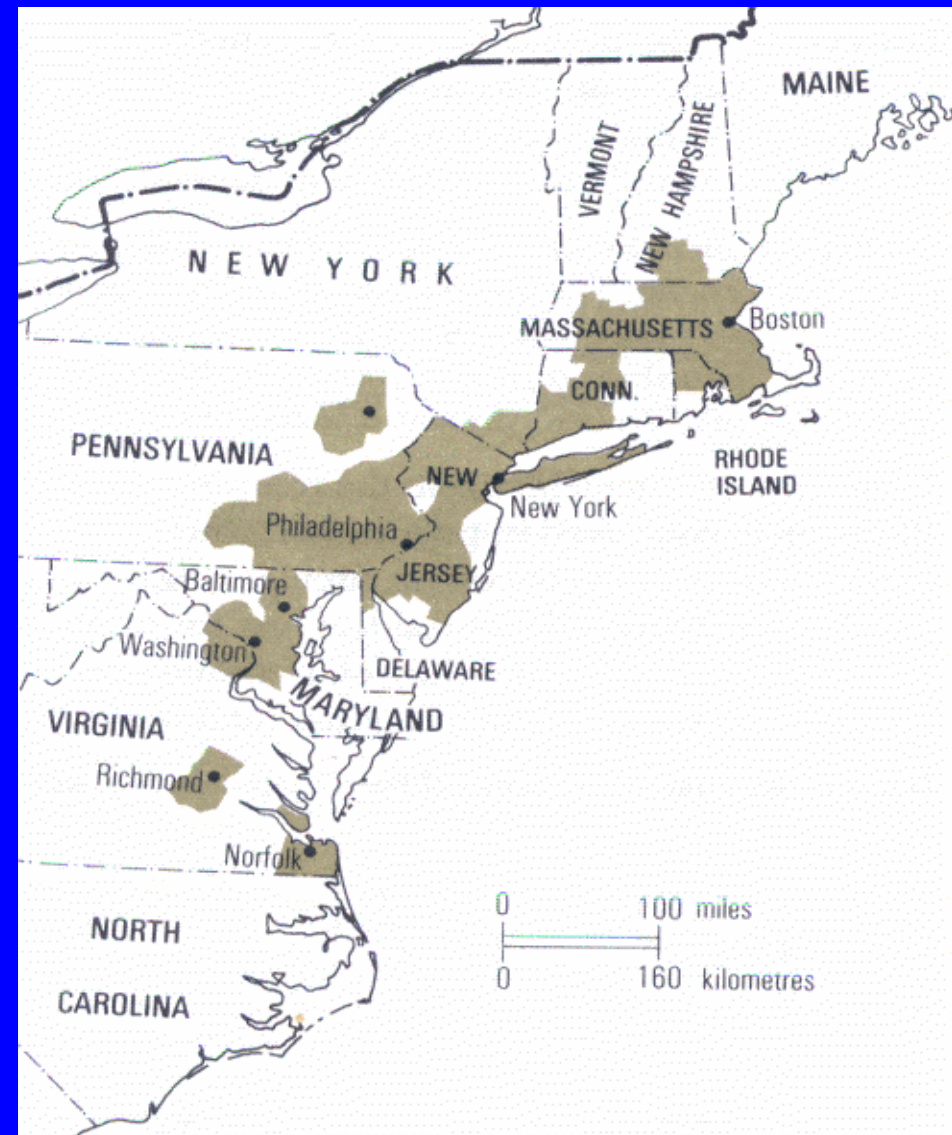 MAINE
VERMONT
NEW HAMPSHIRE
NEW YORK
MASSACHUSETTS
Boston
CONN.
PENNSYLVANIA
RHODE
ISLAND
NEW
New York
Philadelphia
JERSEY
Baltimore
Washington
DELAWARE
MARYLAND
VIRGINIA
Richmond
Norfolk
0 100 miles
0 160 kilometres
NORTH
CAROLINA